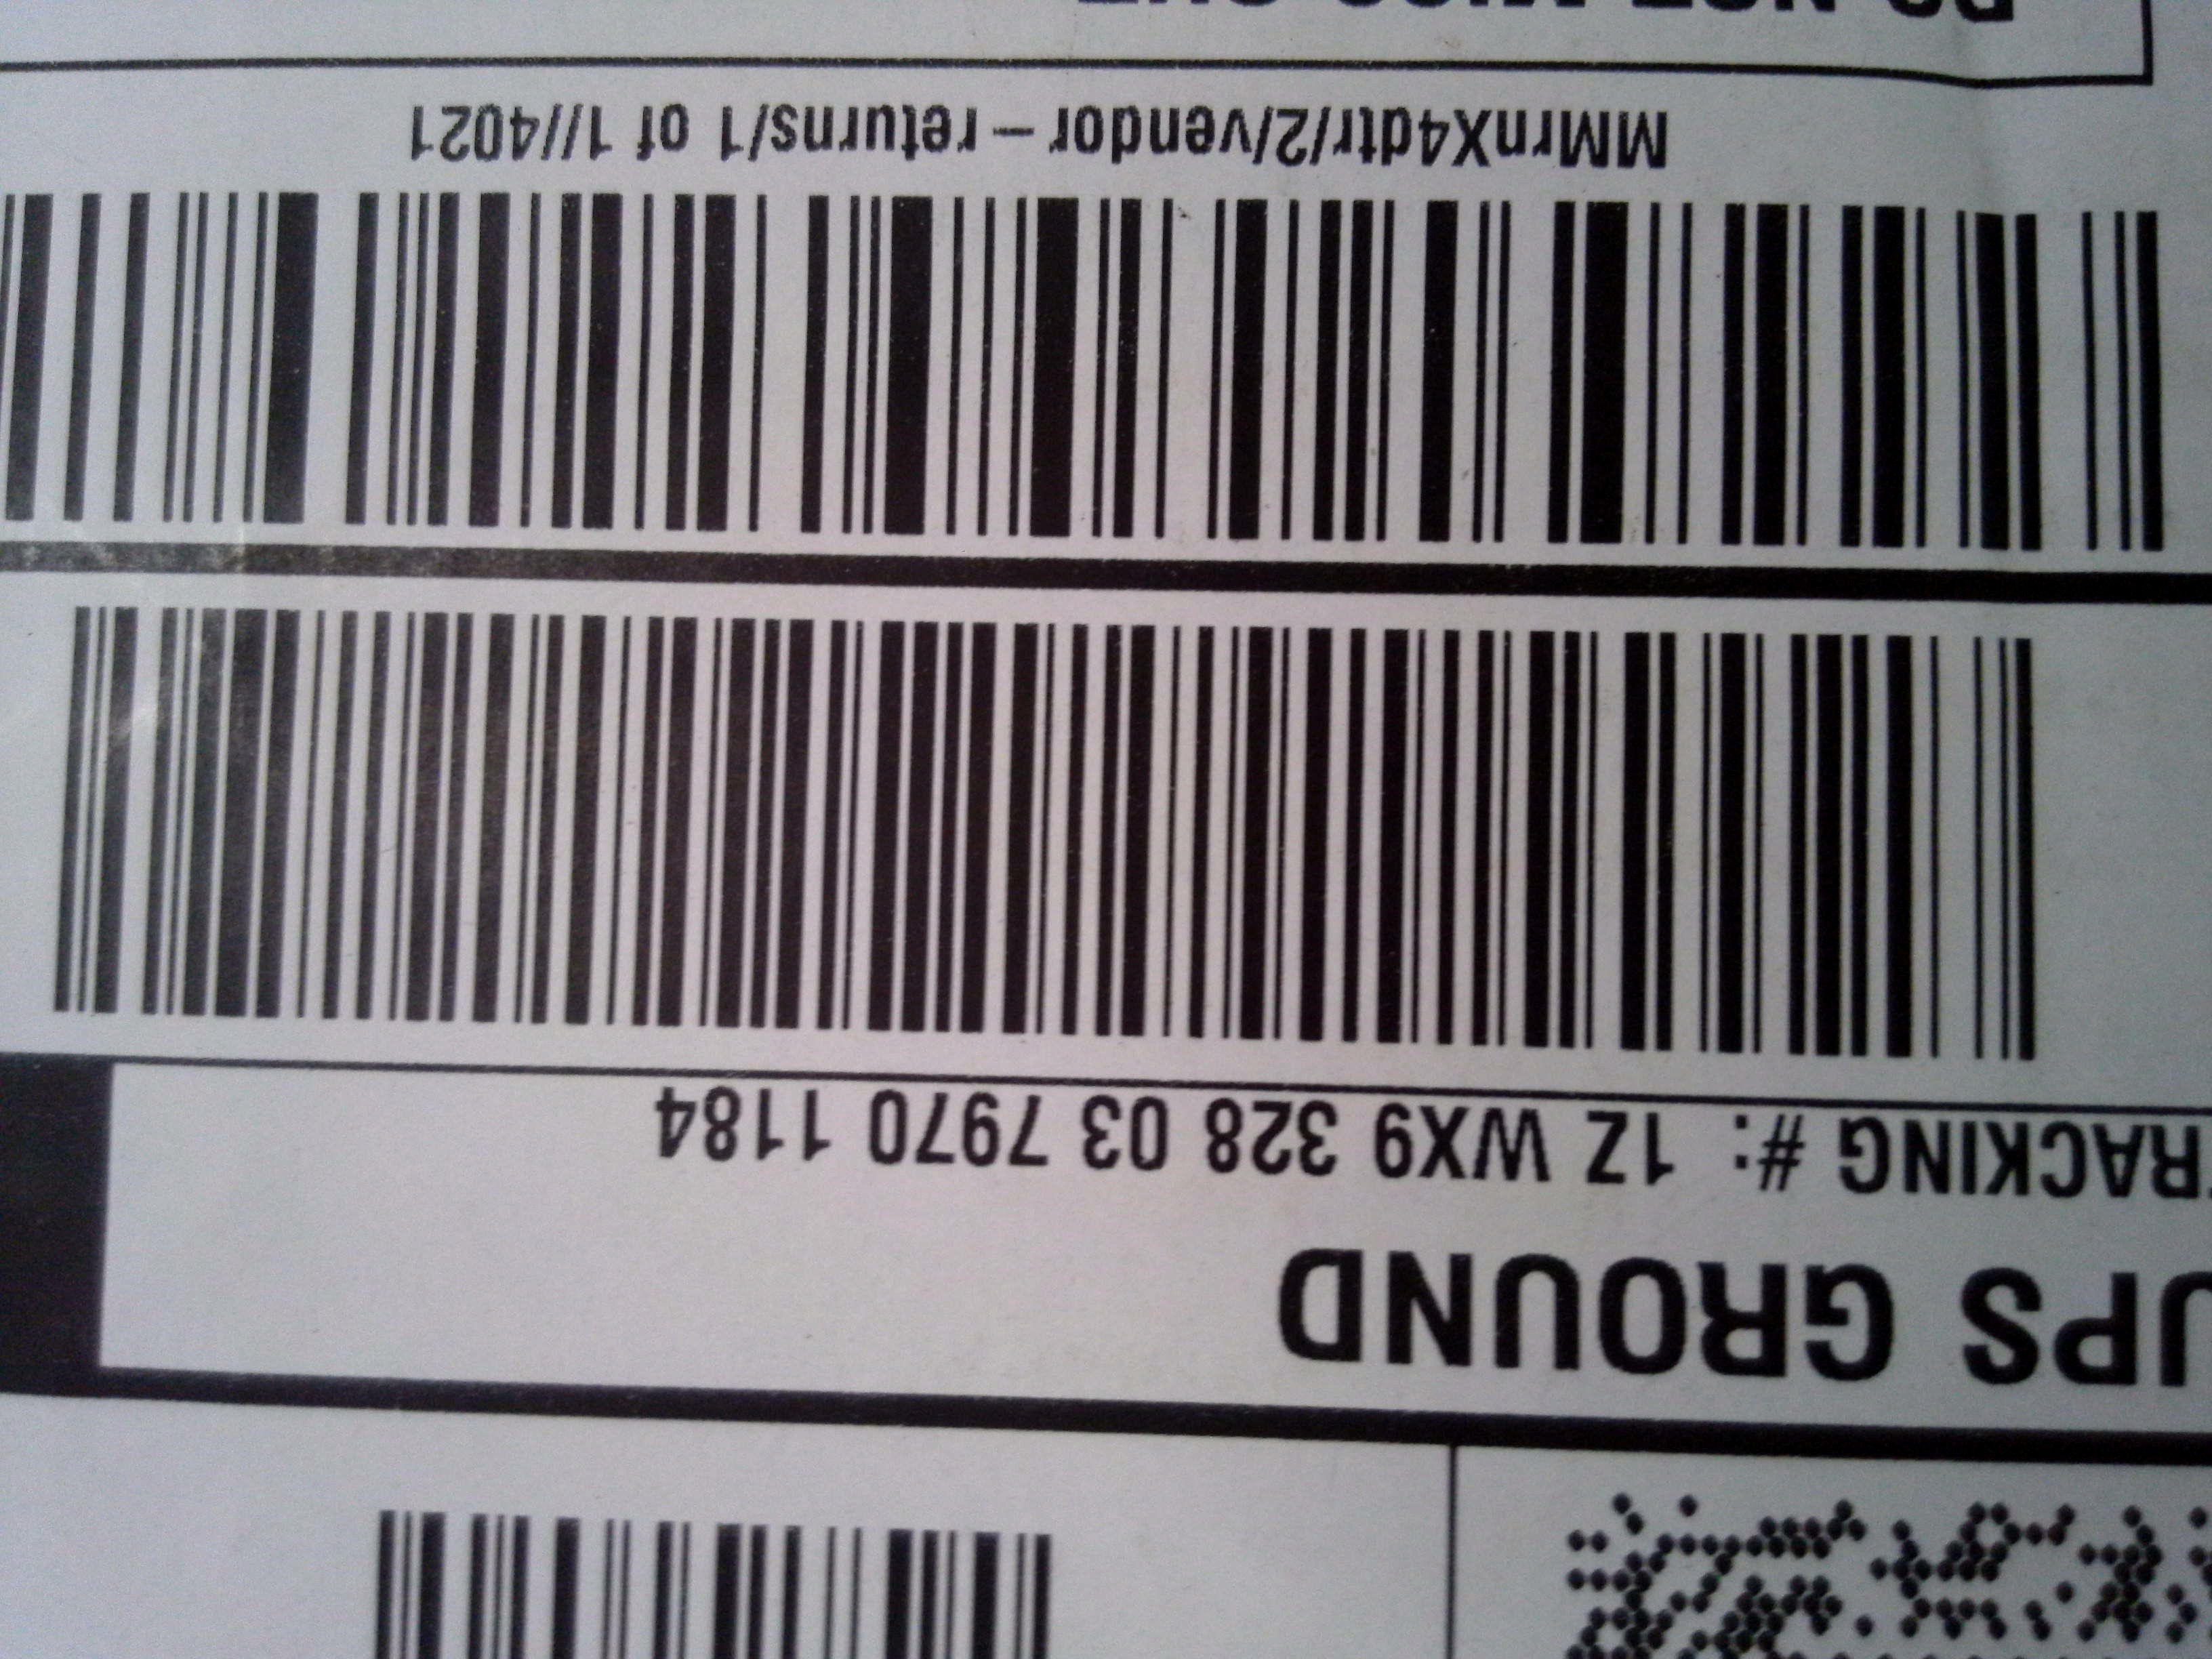 UPS GROUND
TRACKING #: 1Z WX9 328 03 7970 1184
MMrnX4dtr/2/vendor – returns/1 of 1//4021